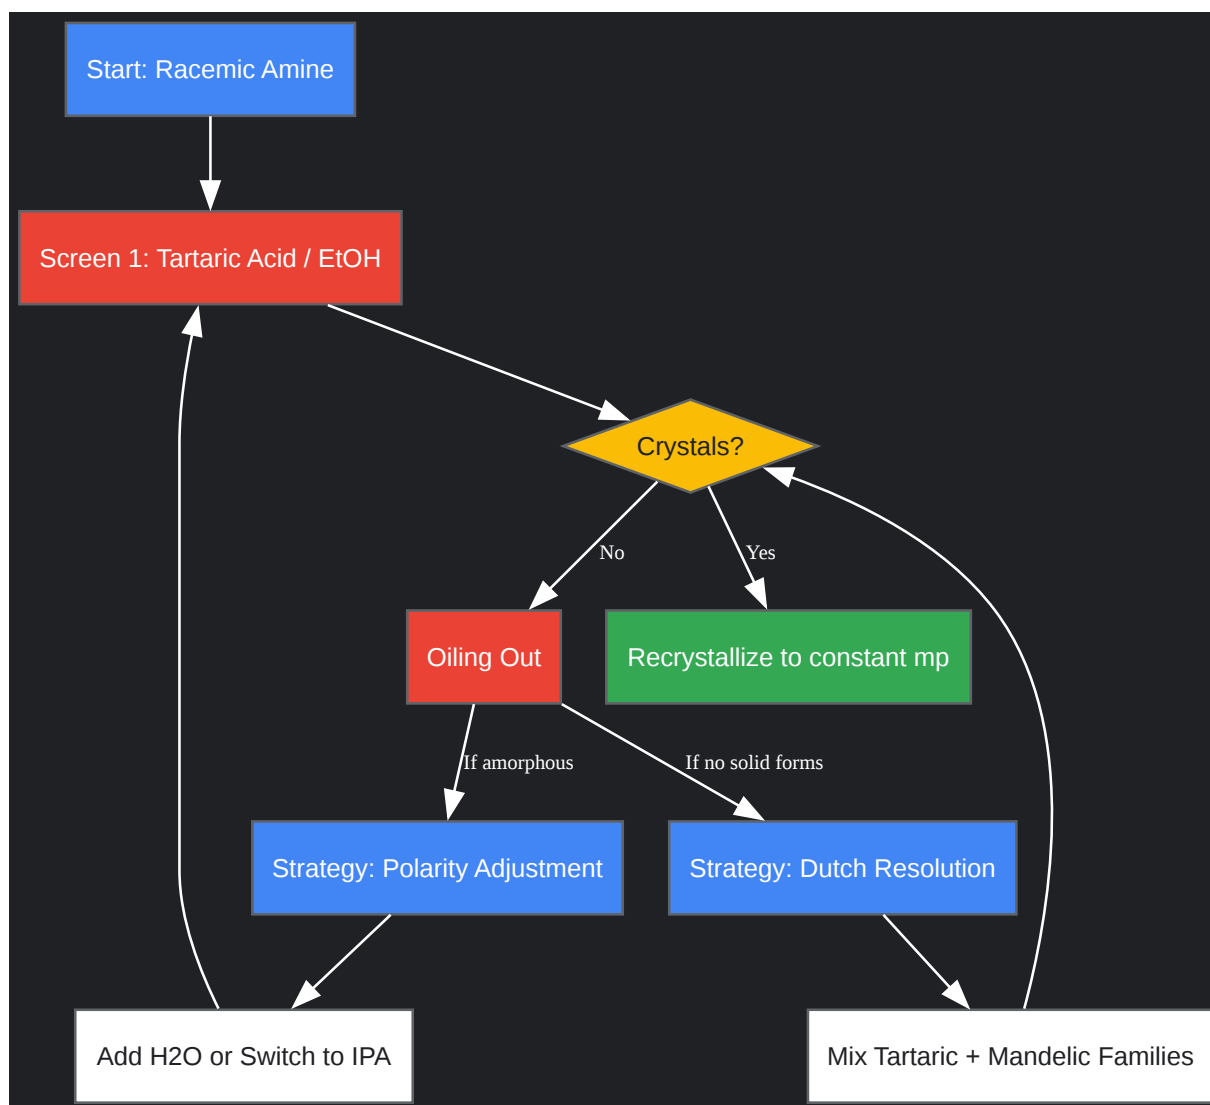 Start: Racemic Amine
Screen 1: Tartaric Acid / EtOH
Crystals?
No
Yes
Oiling Out
Recrystallize to constant mp
If amorphous
If no solid forms
Strategy: Polarity Adjustment
Strategy: Dutch Resolution
Add H2O or Switch to IPA
Mix Tartaric + Mandelic Families